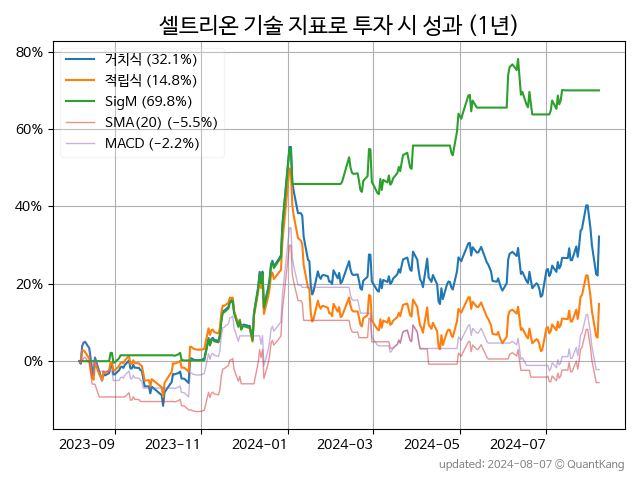 셀트리온 기술 지표로 투자 시 성과 (1년)
거치식 (32.1%)
적립식 (14.8%)
SigM (69.8%)
SMA(20) (−5.5%)
MACD (−2.2%)
80%
60%
40%
20%
0%
2023−09 2023−11 2024−01 2024−03 2024−05 2024−07
updated: 2024-08-07 © QuantKang